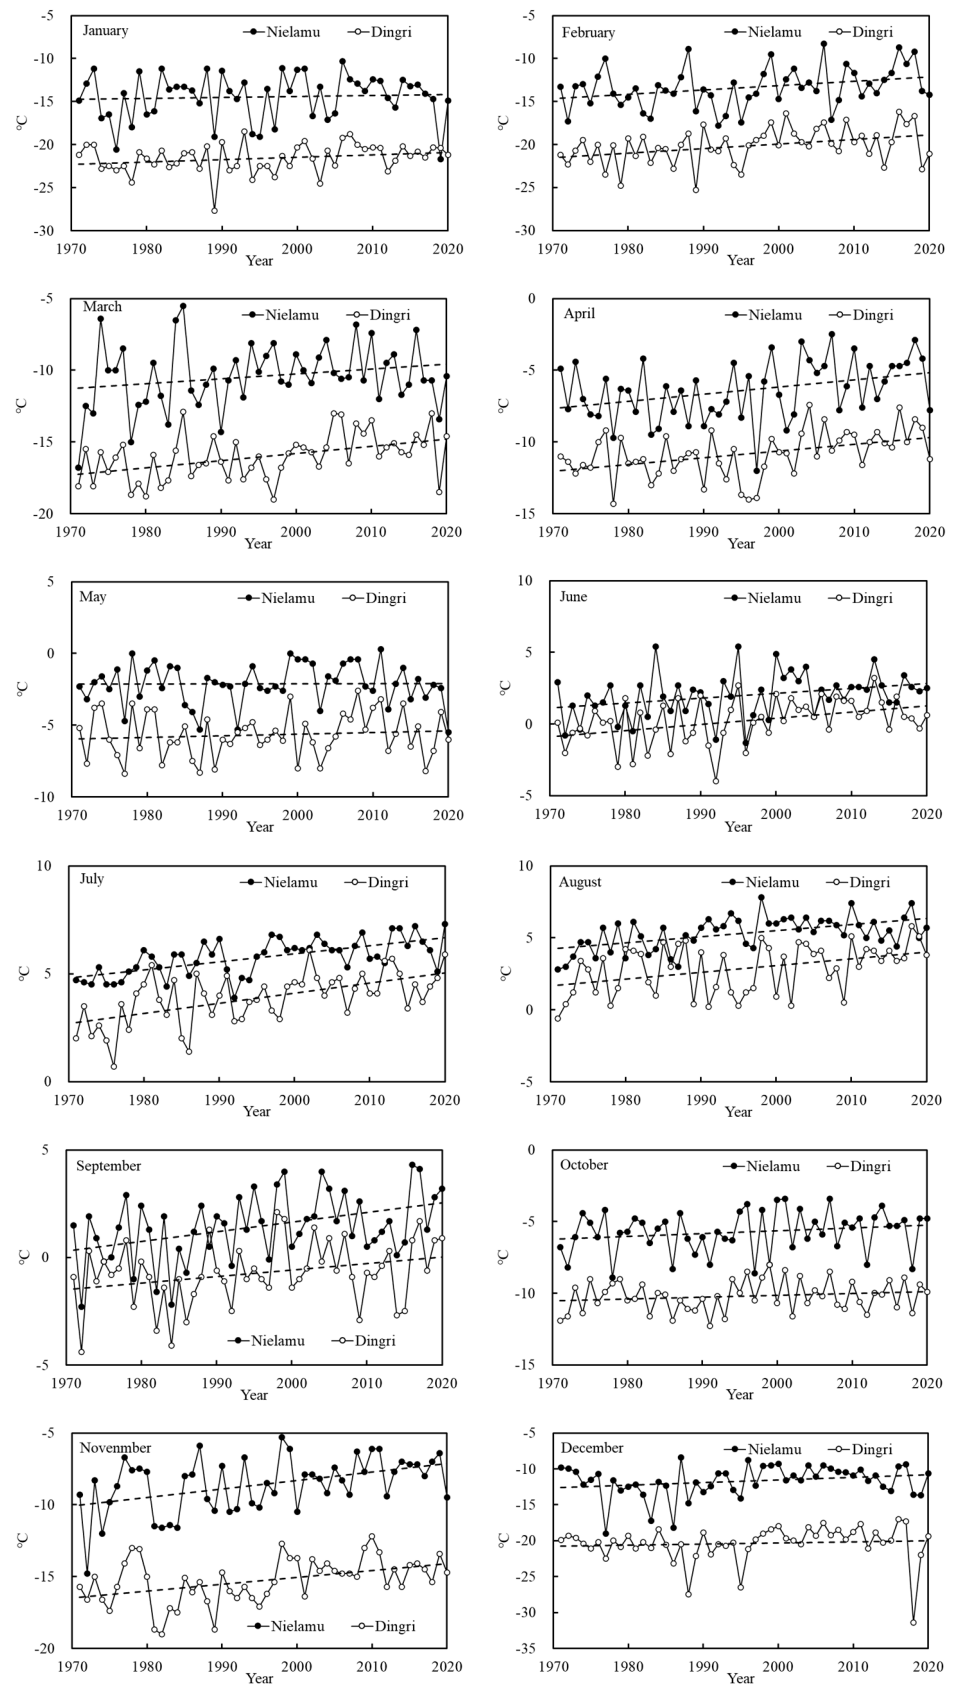 January
Nielamu Dingri
-5
-10
-15
-20
-25
-30
°C
1970 1980 1990 2000 2010 2020
Year
February
Nielamu Dingri
-5
-10
-15
-20
-25
-30
°C
1970 1980 1990 2000 2010 2020
Year
March
Nielamu Dingri
-5
-10
-15
-20
°C
1970 1980 1990 2000 2010 2020
Year
April
Nielamu Dingri
0
-5
-10
-15
°C
1970 1980 1990 2000 2010 2020
Year
May
Nielamu Dingri
5
0
-5
-10
°C
1970 1980 1990 2000 2010 2020
Year
June
Nielamu Dingri
10
5
0
-5
°C
1970 1980 1990 2000 2010 2020
Year
July
Nielamu Dingri
10
5
0
°C
1970 1980 1990 2000 2010 2020
Year
August
Nielamu Dingri
10
5
0
-5
°C
1970 1980 1990 2000 2010 2020
Year
September
5
0
-5
°C
Nielamu Dingri
1970 1980 1990 2000 2010 2020
Year
October
Nielamu Dingri
0
-5
-10
-15
°C
1970 1980 1990 2000 2010 2020
Year
Novenmber
-5
-10
-15
-20
°C
Nielamu Dingri
1970 1980 1990 2000 2010 2020
Year
December
Nielamu Dingri
-5
-10
-15
-20
-25
-30
-35
°C
1970 1980 1990 2000 2010 2020
Year